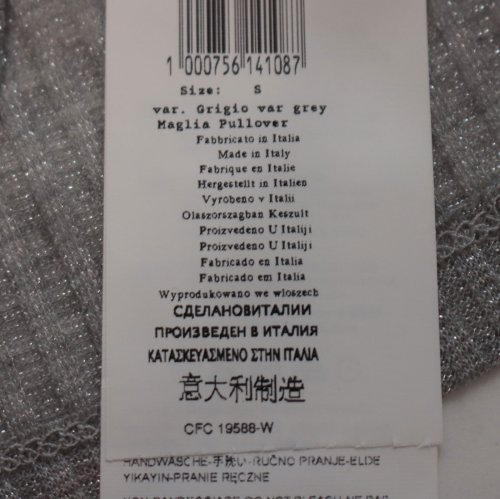 1 000756 141087
Size: S
var. Grigio var grey
Maglia Pullover
Fabbricato in Italia
Made in Italy
Fabrique en Italie
Hergestellt in Italien
Vyrobeno v Italii
Olaszorszagban Keszult
Proizvedeno U Italiji
Proizvedeno U Italiji
Fabricado en Italia
Fabricado em Italia
Wyprodukowano we wloszech
СДЕЛАНОВИТАЛИИ
ПРОИЗВЕДЕН В ИТАЛИЯ
ΚΑΤΑΣΚΕΥΑΣΜΕΝΟ ΣΤΗΝ ΙΤΑΛΙΑ
意大利制造
CFC 19588-W
HANDWÄSCHE-手洗い-RUČNO PRANJE-ELDE
YIKAYIN-PRANIE RĘCZNE